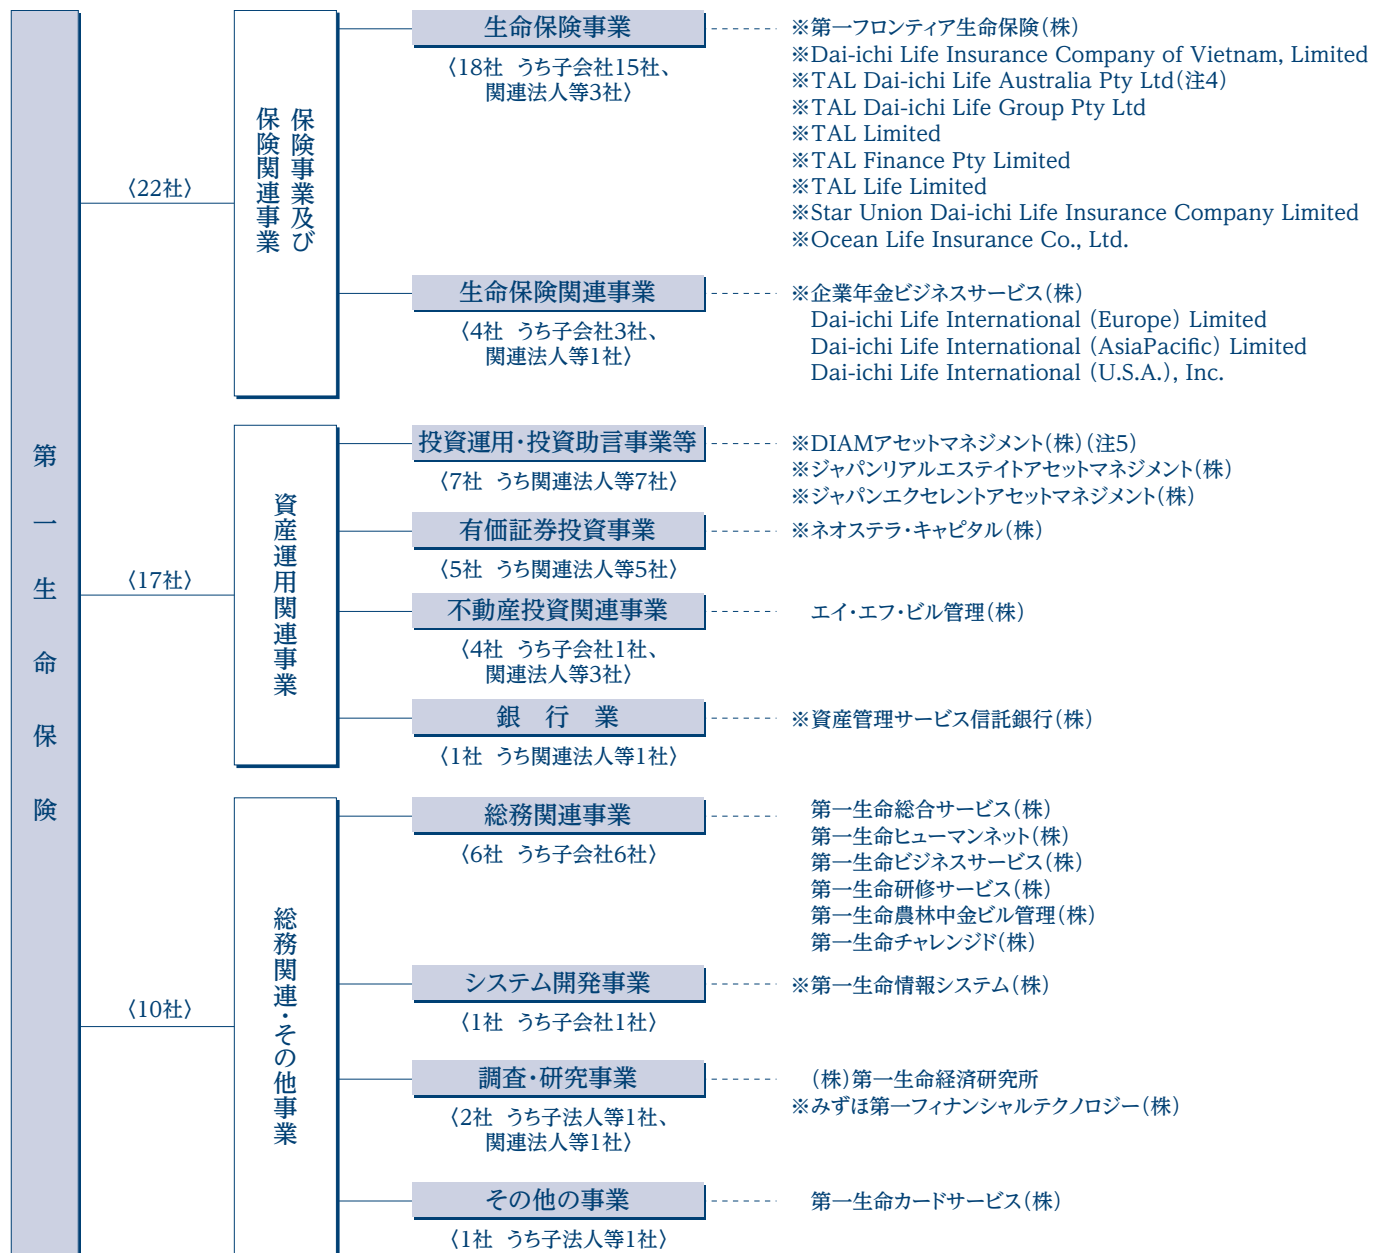 第一生命保険
〈22社〉
保険事業及び
保険関連事業
生命保険事業
〈18社 うち子会社15社、
関連法人等3社〉
※第一フロンティア生命保険(株)
※Dai-ichi Life Insurance Company of Vietnam, Limited
※TAL Dai-ichi Life Australia Pty Ltd(注4)
※TAL Dai-ichi Life Group Pty Ltd
※TAL Limited
※TAL Finance Pty Limited
※TAL Life Limited
※Star Union Dai-ichi Life Insurance Company Limited
※Ocean Life Insurance Co., Ltd.
生命保険関連事業
〈4社 うち子会社3社、
関連法人等1社〉
※企業年金ビジネスサービス(株)
Dai-ichi Life International (Europe) Limited
Dai-ichi Life International (AsiaPacific) Limited
Dai-ichi Life International (U.S.A.), Inc.
〈17社〉
資産運用関連事業
投資運用・投資助言事業等
〈7社 うち関連法人等7社〉
※DIAMアセットマネジメント(株)(注5)
※ジャパンリアルエステイトアセットマネジメント(株)
※ジャパンエクセレントアセットマネジメント(株)
有価証券投資事業
〈5社 うち関連法人等5社〉
※ネオステラ・キャピタル(株)
不動産投資関連事業
〈4社 うち子会社1社、
関連法人等3社〉
エイ・エフ・ビル管理(株)
銀 行 業
〈1社 うち関連法人等1社〉
※資産管理サービス信託銀行(株)
〈10社〉
総務関連・その他事業
総務関連事業
〈6社 うち子会社6社〉
第一生命総合サービス(株)
第一生命ヒューマンネット(株)
第一生命ビジネスサービス(株)
第一生命研修サービス(株)
第一生命農林中金ビル管理(株)
第一生命チャレンジド(株)
システム開発事業
〈1社 うち子会社1社〉
※第一生命情報システム(株)
調査・研究事業
〈2社 うち子法人等1社、
関連法人等1社〉
(株)第一生命経済研究所
※みずほ第一フィナンシャルテクノロジー(株)
その他の事業
〈1社 うち子法人等1社〉
第一生命カードサービス(株)